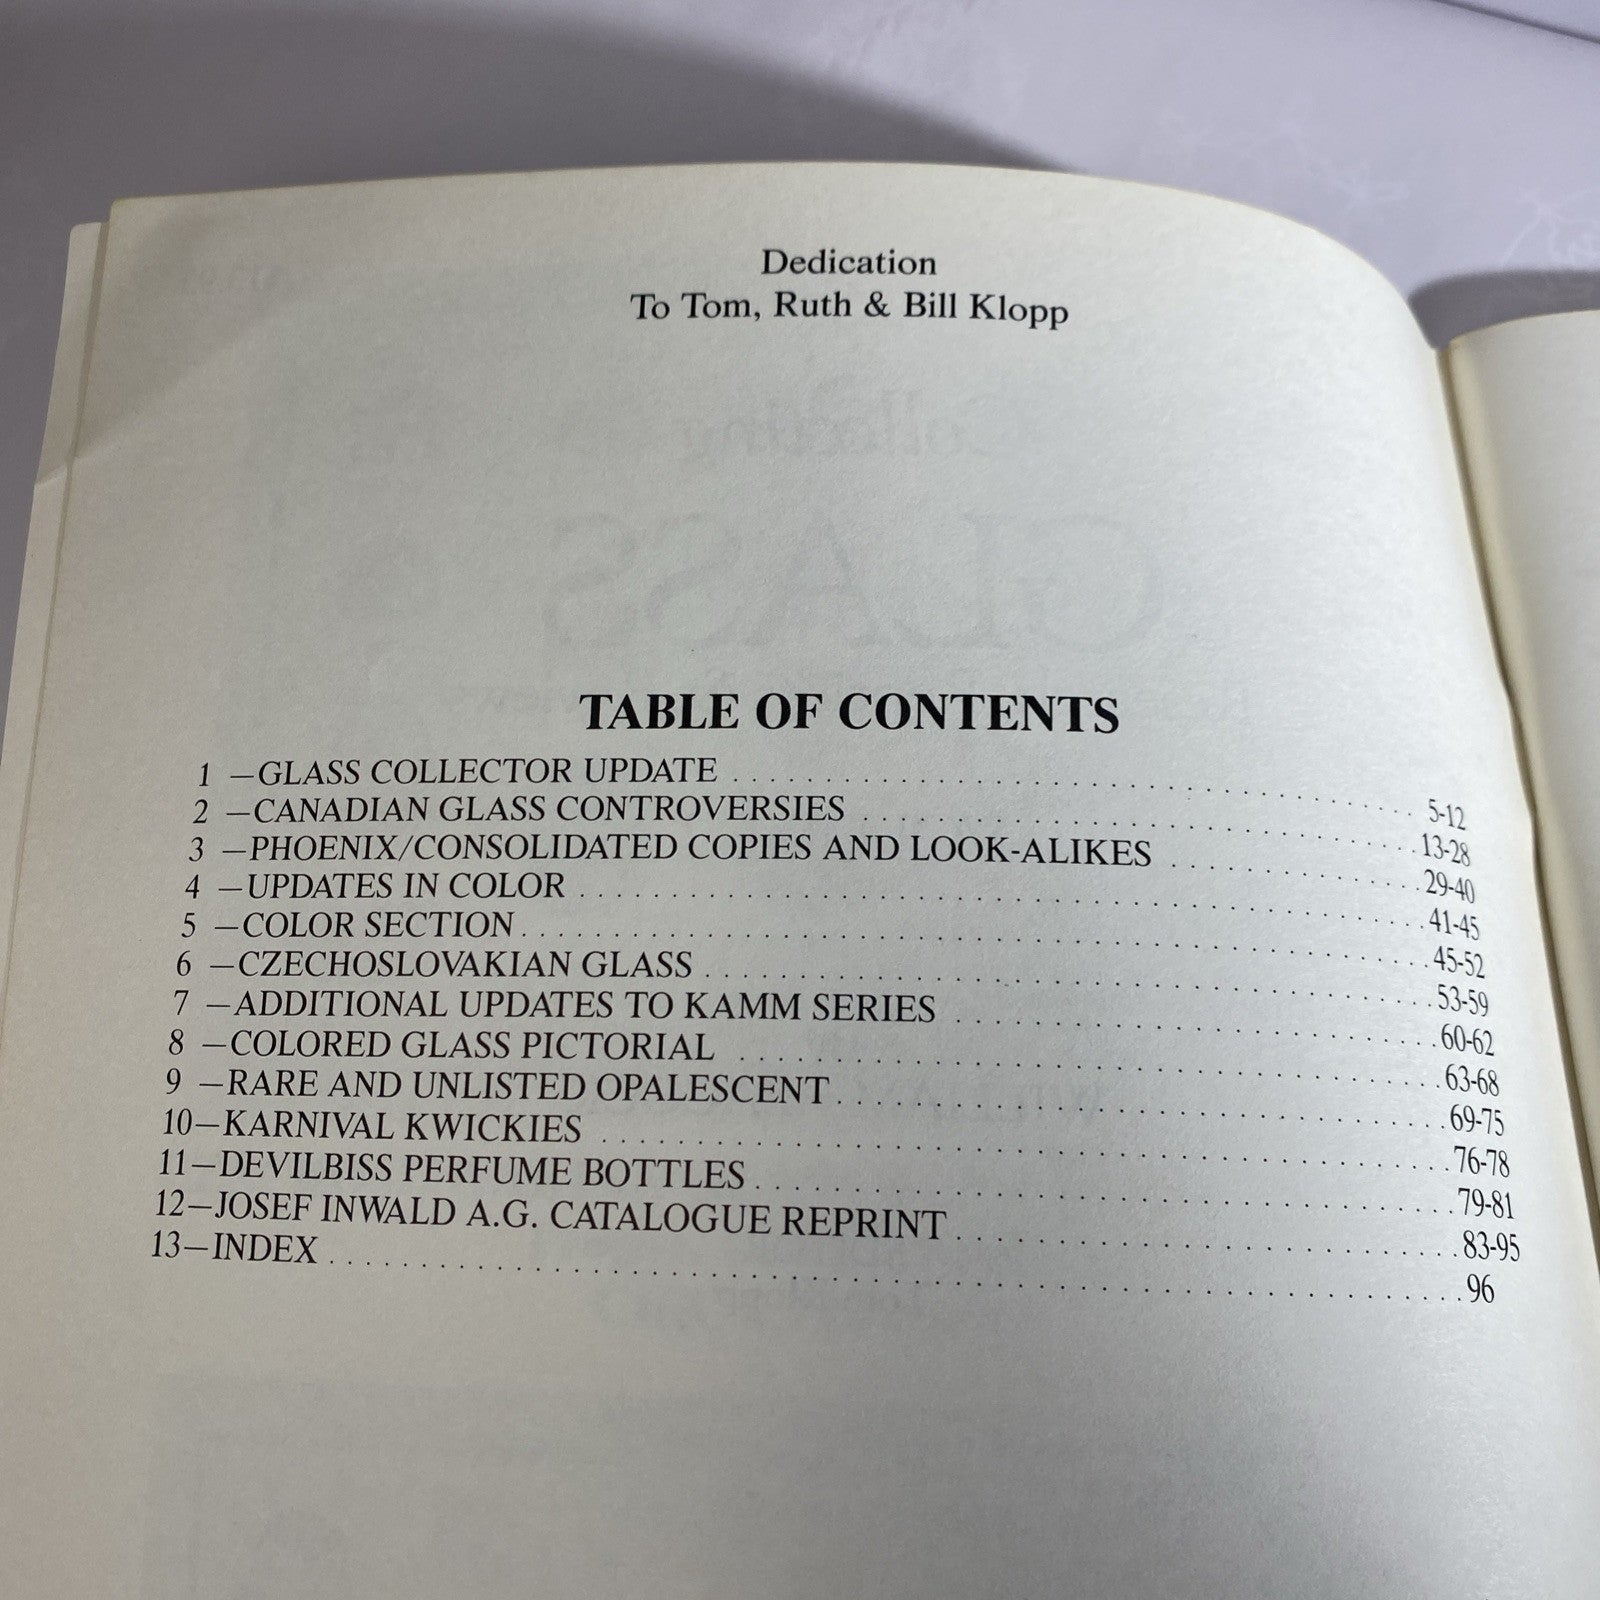 Dedication
To Tom, Ruth & Bill Klopp
Collecting
GLASS
TABLE OF CONTENTS
1 —GLASS COLLECTOR UPDATE . . . . . . . . . . 5-12
2 —CANADIAN GLASS CONTROVERSIES . . . . . . . . . . 13-28
3 —PHOENIX/CONSOLIDATED COPIES AND LOOK-ALIKES . . . . . . . . . . 29-40
4 —UPDATES IN COLOR . . . . . . . . . . 41-45
5 —COLOR SECTION . . . . . . . . . . 45-52
6 —CZECHOSLOVAKIAN GLASS . . . . . . . . . . 53-59
7 —ADDITIONAL UPDATES TO KAMM SERIES . . . . . . . . . . 60-62
8 —COLORED GLASS PICTORIAL . . . . . . . . . . 63-68
9 —RARE AND UNLISTED OPALESCENT . . . . . . . . . . 69-75
10—KARNIVAL KWICKIES . . . . . . . . . . 76-78
11—DEVILBISS PERFUME BOTTLES . . . . . . . . . . 79-81
12—JOSEF INWALD A.G. CATALOGUE REPRINT . . . . . . . . . . 83-95
13—INDEX . . . . . . . . . . 96